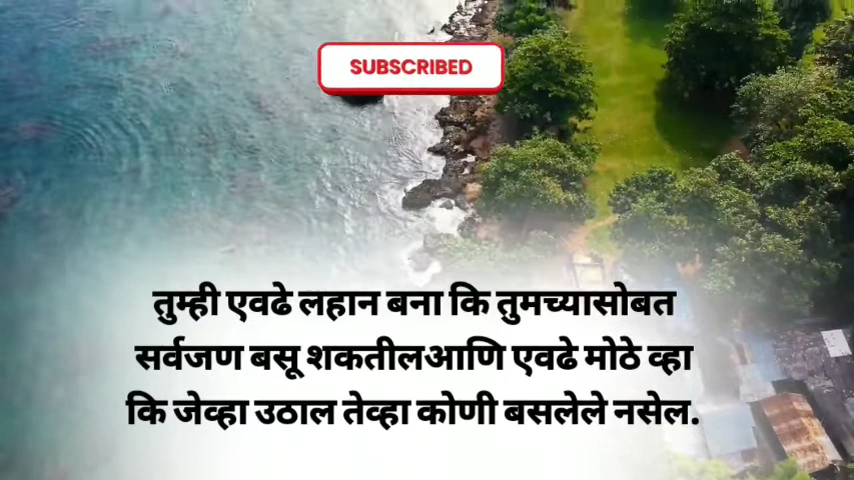 SUBSCRIBED
तुम्ही एवढे लहान बना कि तुमच्यासोबत
सर्वजण बसू शकतीलआणि एवढे मोठे व्हा
कि जेव्हा उठाल तेव्हा कोणी बसलेले नसेल.